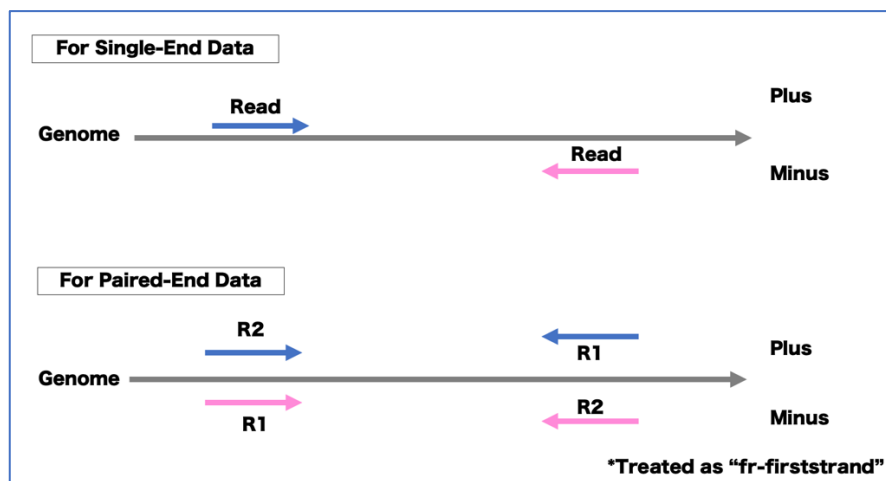 For Single-End Data
Read
Plus
Genome
Read
Minus
For Paired-End Data
R2
R1
Plus
Genome
R1
R2
Minus
*Treated as “fr-firststrand”